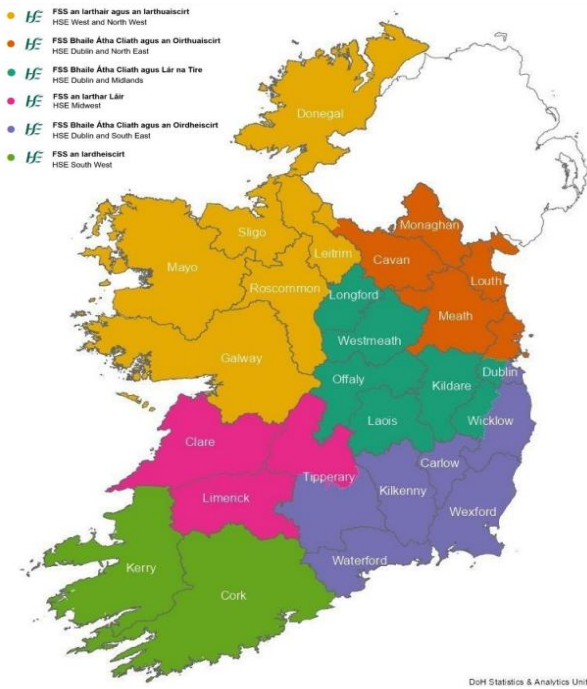 FSS an Iarthair agus an Iarthuaiscirt
HSE West and North West
FSS Bhaile Átha Cliath agus an Oirthuaiscirt
HSE Dublin and North East
FSS Bhaile Átha Cliath agus Lár na Tíre
HSE Dublin and Midlands
FSS an Iarthar Láir
HSE Midwest
FSS Bhaile Átha Cliath agus an Oirdheiscirt
HSE Dublin and South East
FSS an Iardheiscirt
HSE South West
Donegal
Monaghan
Sligo
Leitrim
Cavan
Mayo
Louth
Roscommon
Longford
Meath
Westmeath
Galway
Dublin
Offaly
Kildare
Laois
Wicklow
Clare
Carlow
Tipperary
Kilkenny
Limerick
Wexford
Waterford
Kerry
Cork
DoH Statistics & Analytics Unit